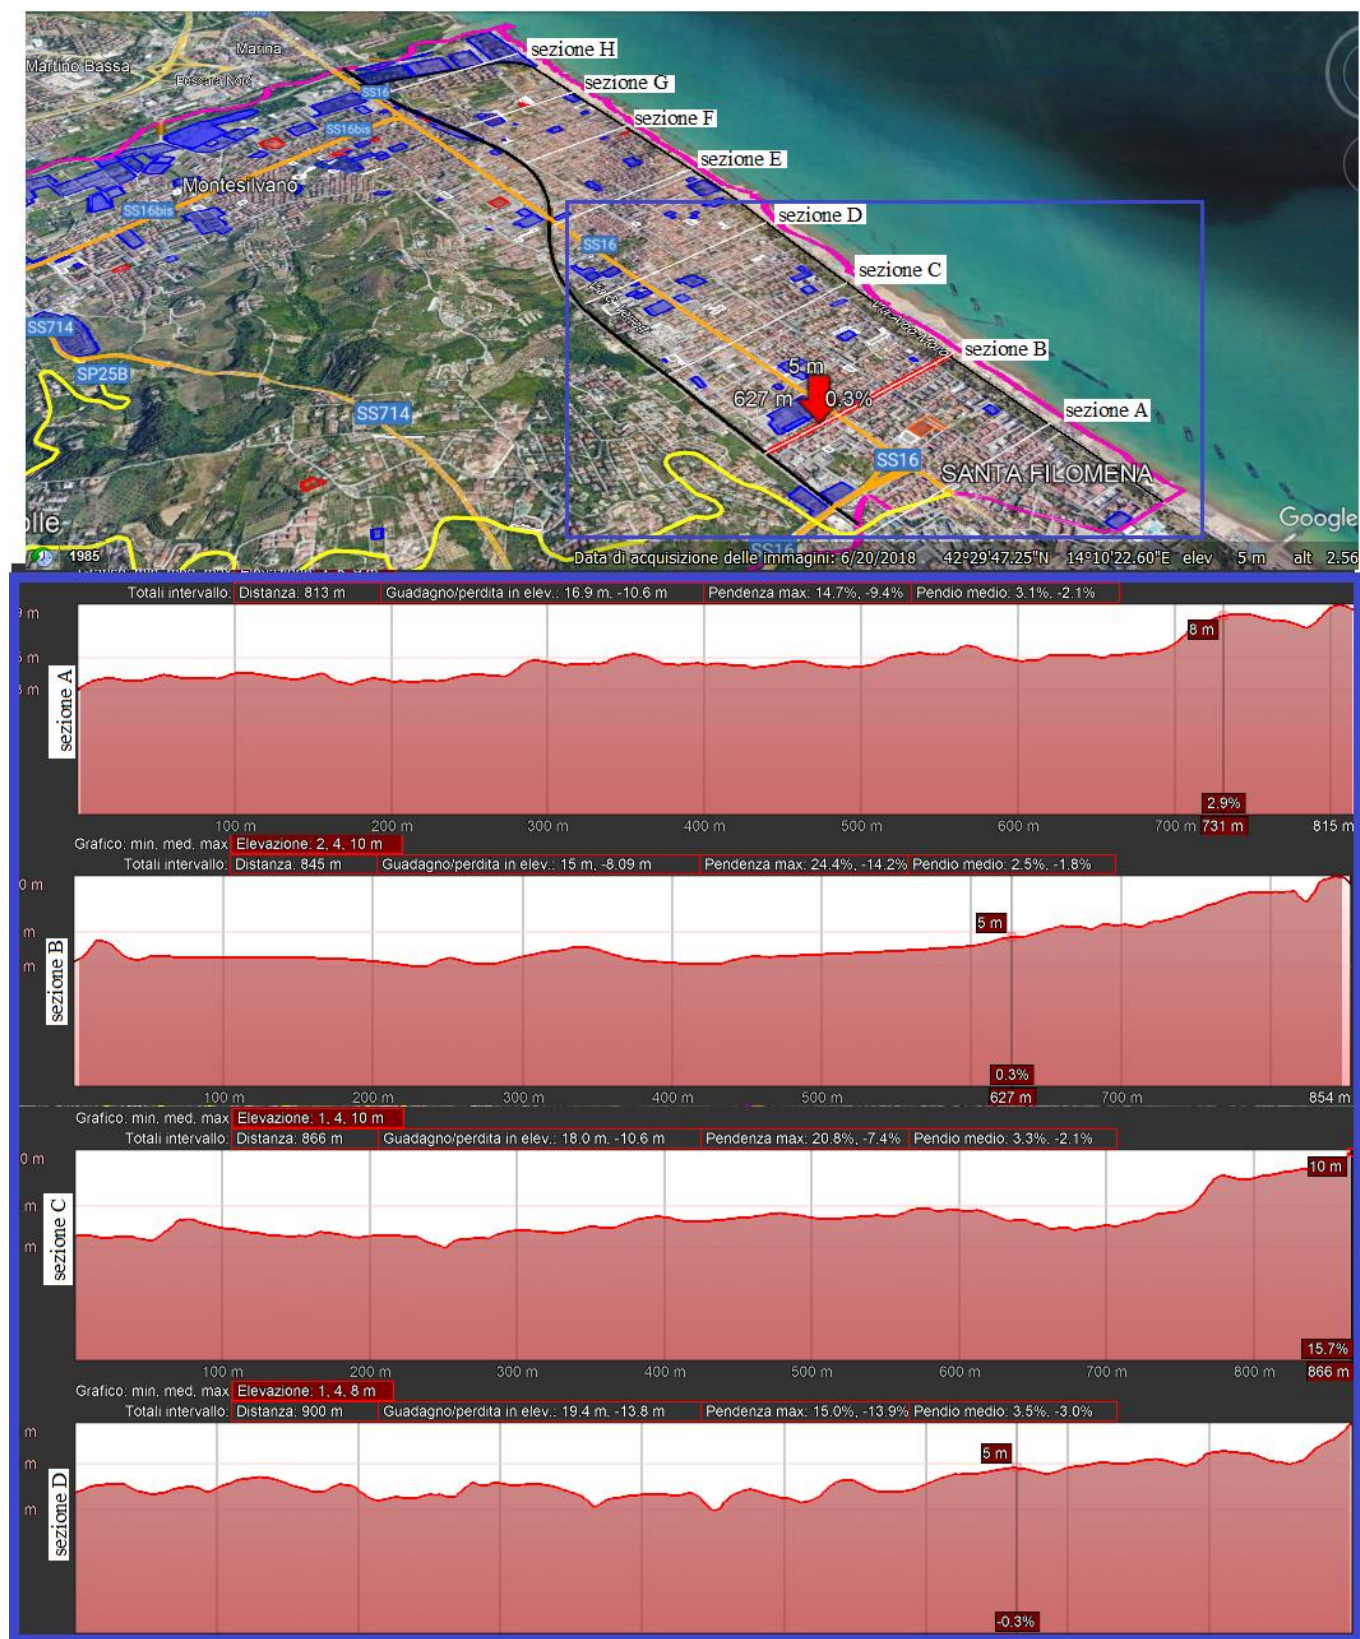 Marina
sezione H
Martino Bassa
Pescara Nord
sezione G
SS16
sezione F
SS16bis
sezione E
Montesilvano
SS16bis
sezione D
SS16
sezione C
SS714
sezione B
SP25B
5 m
627 m 0.3%
SS714
sezione A
SS16
SANTA FILOMENA
olle
Google
1985
Data di acquisizione delle immagini: 6/20/2018 42°29'47.25"N 14°10'22.60"E elev 5 m alt 2.56
Totali intervallo: Distanza: 813 m Guadagno/perdita in elev.: 16.9 m, -10.6 m Pendenza max: 14.7%, -9.4% Pendio medio: 3.1%, -2.1%
m
8 m
m
m
sezione A
2.9%
100 m 200 m 300 m 400 m 500 m 600 m 700 m 731 m 815 m
Grafico: min. med. max Elevazione: 2, 4, 10 m
Totali intervallo: Distanza: 845 m Guadagno/perdita in elev.: 15 m, -8.09 m Pendenza max: 24.4%, -14.2% Pendio medio: 2.5%, -1.8%
0 m
5 m
m
m
sezione B
0.3%
100 m 200 m 300 m 400 m 500 m 627 m 700 m 854 m
Grafico: min. med. max Elevazione: 1, 4, 10 m
Totali intervallo: Distanza: 866 m Guadagno/perdita in elev.: 18.0 m, -10.6 m Pendenza max: 20.8%, -7.4% Pendio medio: 3.3%, -2.1%
0 m
10 m
m
m
sezione C
15.7%
100 m 200 m 300 m 400 m 500 m 600 m 700 m 800 m 866 m
Grafico: min. med. max Elevazione: 1, 4, 8 m
Totali intervallo: Distanza: 900 m Guadagno/perdita in elev.: 19.4 m, -13.8 m Pendenza max: 15.0%, -13.9% Pendio medio: 3.5%, -3.0%
m
5 m
m
m
sezione D
-0.3%